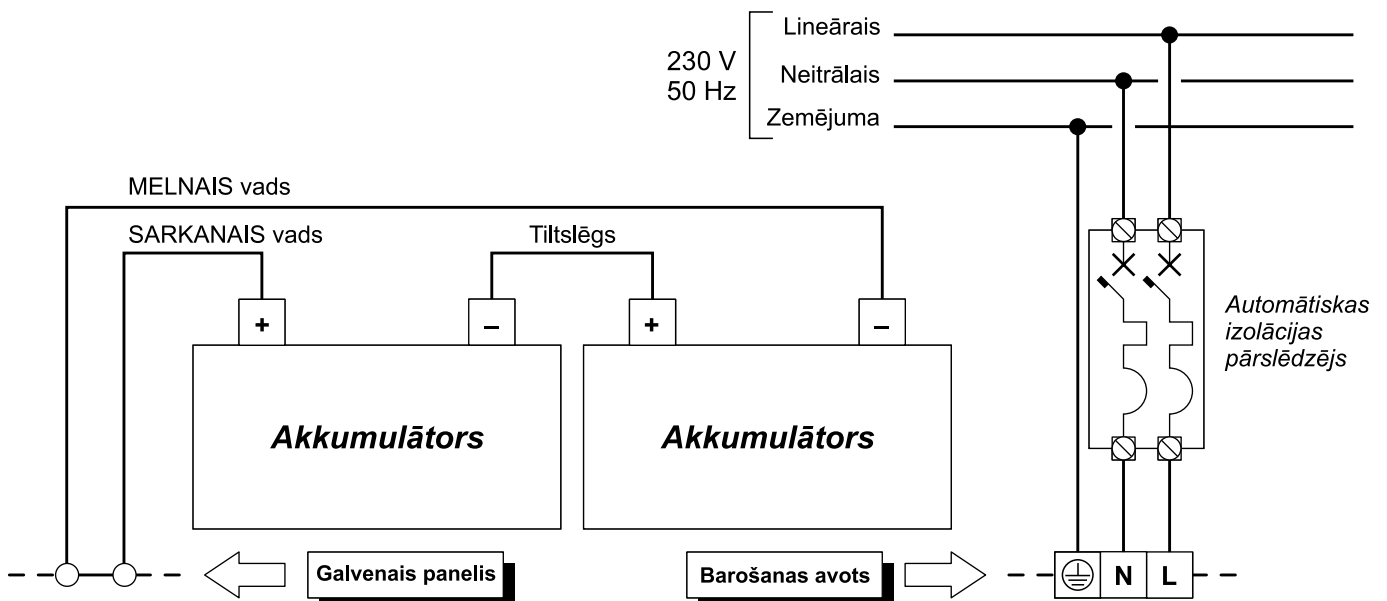 Lineārais
230 V
50 Hz
Neitrālais
Zemējuma
MELNAIS vads
SARKANAIS vads
Tiltslēgs
+
–
+
–
Automātiskas
izolācijas
pārslēdzējs
Akkumulātors
Akkumulātors
Galvenais panelis
Barošanas avots
N
L